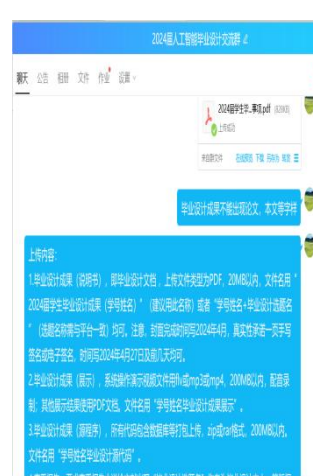 2024届人工智能毕业设计交流群
聊天 公告 相册 文件 作业 设置
2024届学生毕...事项.pdf (828KB)
上传成功
来自群文件 在线预览 下载 另存为 转发
毕业设计成果不能出现论文，本文等字样
上传内容：
1.毕业设计成果（说明书），即毕业设计文档，上传文件类型为PDF，20MB以内，文件名用“
2024届学生毕业设计成果（学号姓名）”（建议用此名称）或者“学号姓名+毕业设计选题名
”（选题名称需与平台一致）均可。注意，封面完成时间写2024年4月，真实性承诺一页手写
签名或电子签名，时间写2024年4月27日及前几天均可。
2.毕业设计成果（展示），系统操作演示视频文件用flv或mp3或mp4，200MB以内，配音录
制；其他展示结果使用PDF文档。文件名用“学号姓名毕业设计成果展示”。
3.毕业设计成果（源程序），所有代码包含数据库等打包上传，zip或rar格式，200MB以内，
文件名用“学号姓名毕业设计源代码”。